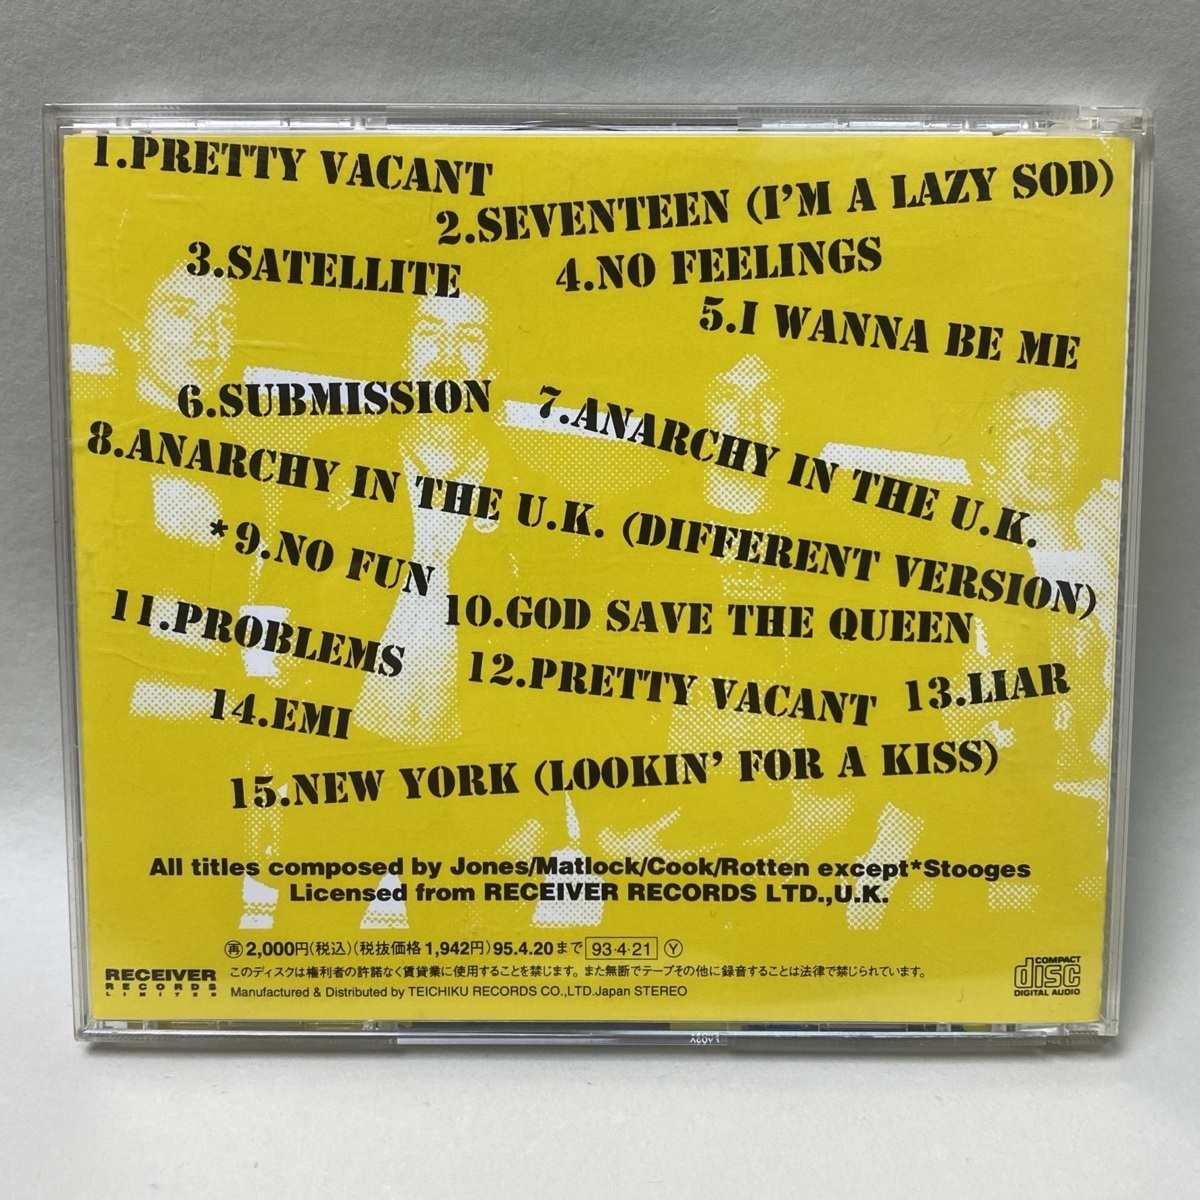 1.PRETTY VACANT
2.SEVENTEEN (I'M A LAZY SOD)
3.SATELLITE
4.NO FEELINGS
5.I WANNA BE ME
6.SUBMISSION
7.ANARCHY IN THE U.K.
8.ANARCHY IN THE U.K. (DIFFERENT VERSION)
*9.NO FUN
10.GOD SAVE THE QUEEN
11.PROBLEMS
12.PRETTY VACANT
13.LIAR
14.EMI
15.NEW YORK (LOOKIN' FOR A KISS)
All titles composed by Jones/Matlock/Cook/Rotten except*Stooges
Licensed from RECEIVER RECORDS LTD.,U.K.
㊢2,000円(税込)(税抜価格1,942円)95.4.20まで 93·4·21 Ⓨ
RECEIVER
RECORDS
LIMITED
このディスクは権利者の許諾なく賃貸業に使用することを禁じます。また無断でテープその他に録音することは法律で禁じられています。
Manufactured & Distributed by TEICHIKU RECORDS CO.,LTD.Japan STEREO
COMPACT
disc
DIGITAL AUDIO